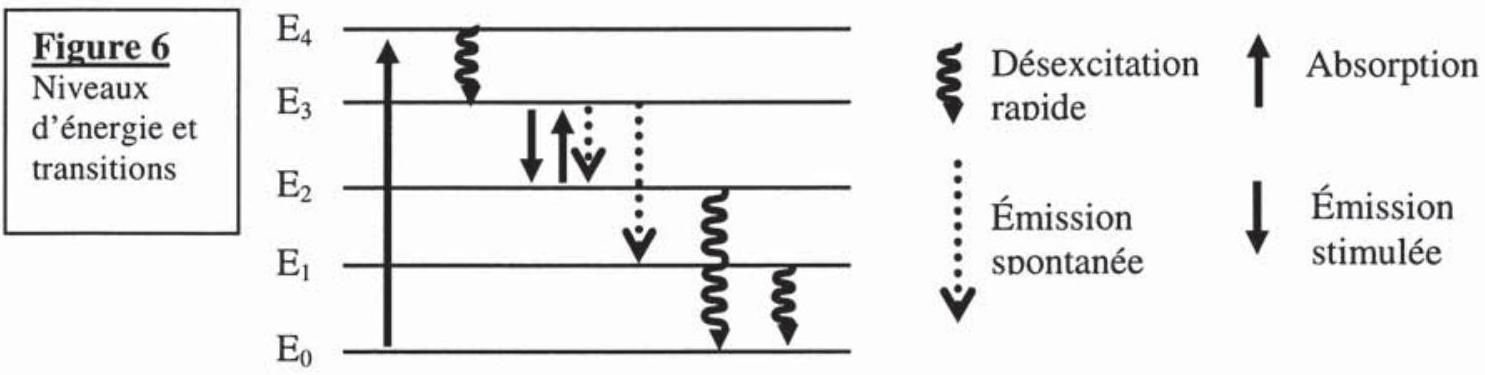 Figure 6
Niveaux
d'énergie et
transitions
E4
E3
E2
E1
E0
Désexcitation
rapide
Absorption
Émission
spontanée
Émission
stimulée